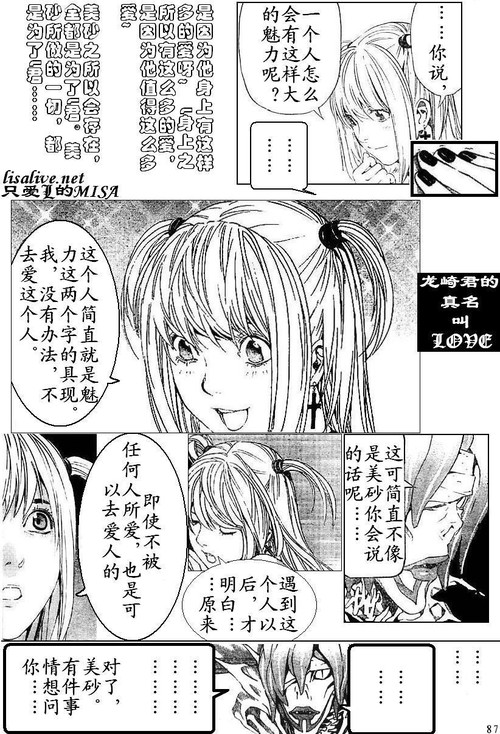 ……
你说，
一个人怎么
会有这样大
的魅力呢？
……
……
是因为他身上有这样
多的爱呀~（身上之
所以有这么多的爱，
是因为他值得这么多
爱~
美砂之所以会存在，
全都是为了L君。美
砂所做的一切，都
是为了L君……
lisalive.net
只爱L的MISA
龙崎君的
真名
叫
LOVE
这个人简直就是魅
力这两个字的具现。
我，没有办法，不
去爱这个人。
这可简直不像
是美砂你会说
的话呢……
遇到这
个人以
后，才
明白…
…原来
即使不被
任何人所爱，也是可
以去爱人的
……
……
……
……
对了，
美砂。
有件事
情想问
你…
87